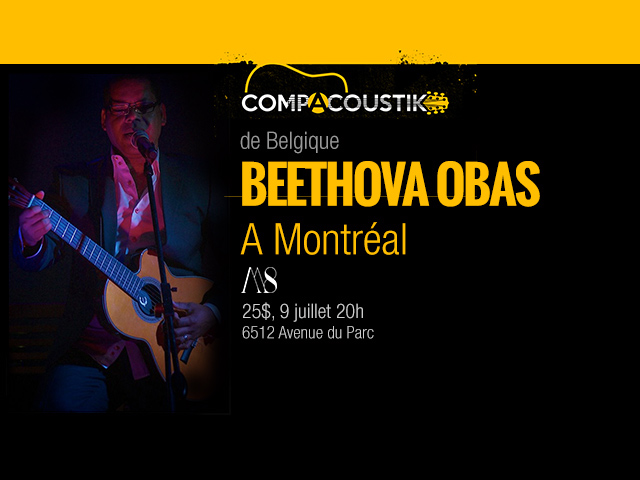 COMPACOUSTIK
de Belgique
BEETHOVA OBAS
A Montréal
M8
25$, 9 juillet 20h
6512 Avenue du Parc